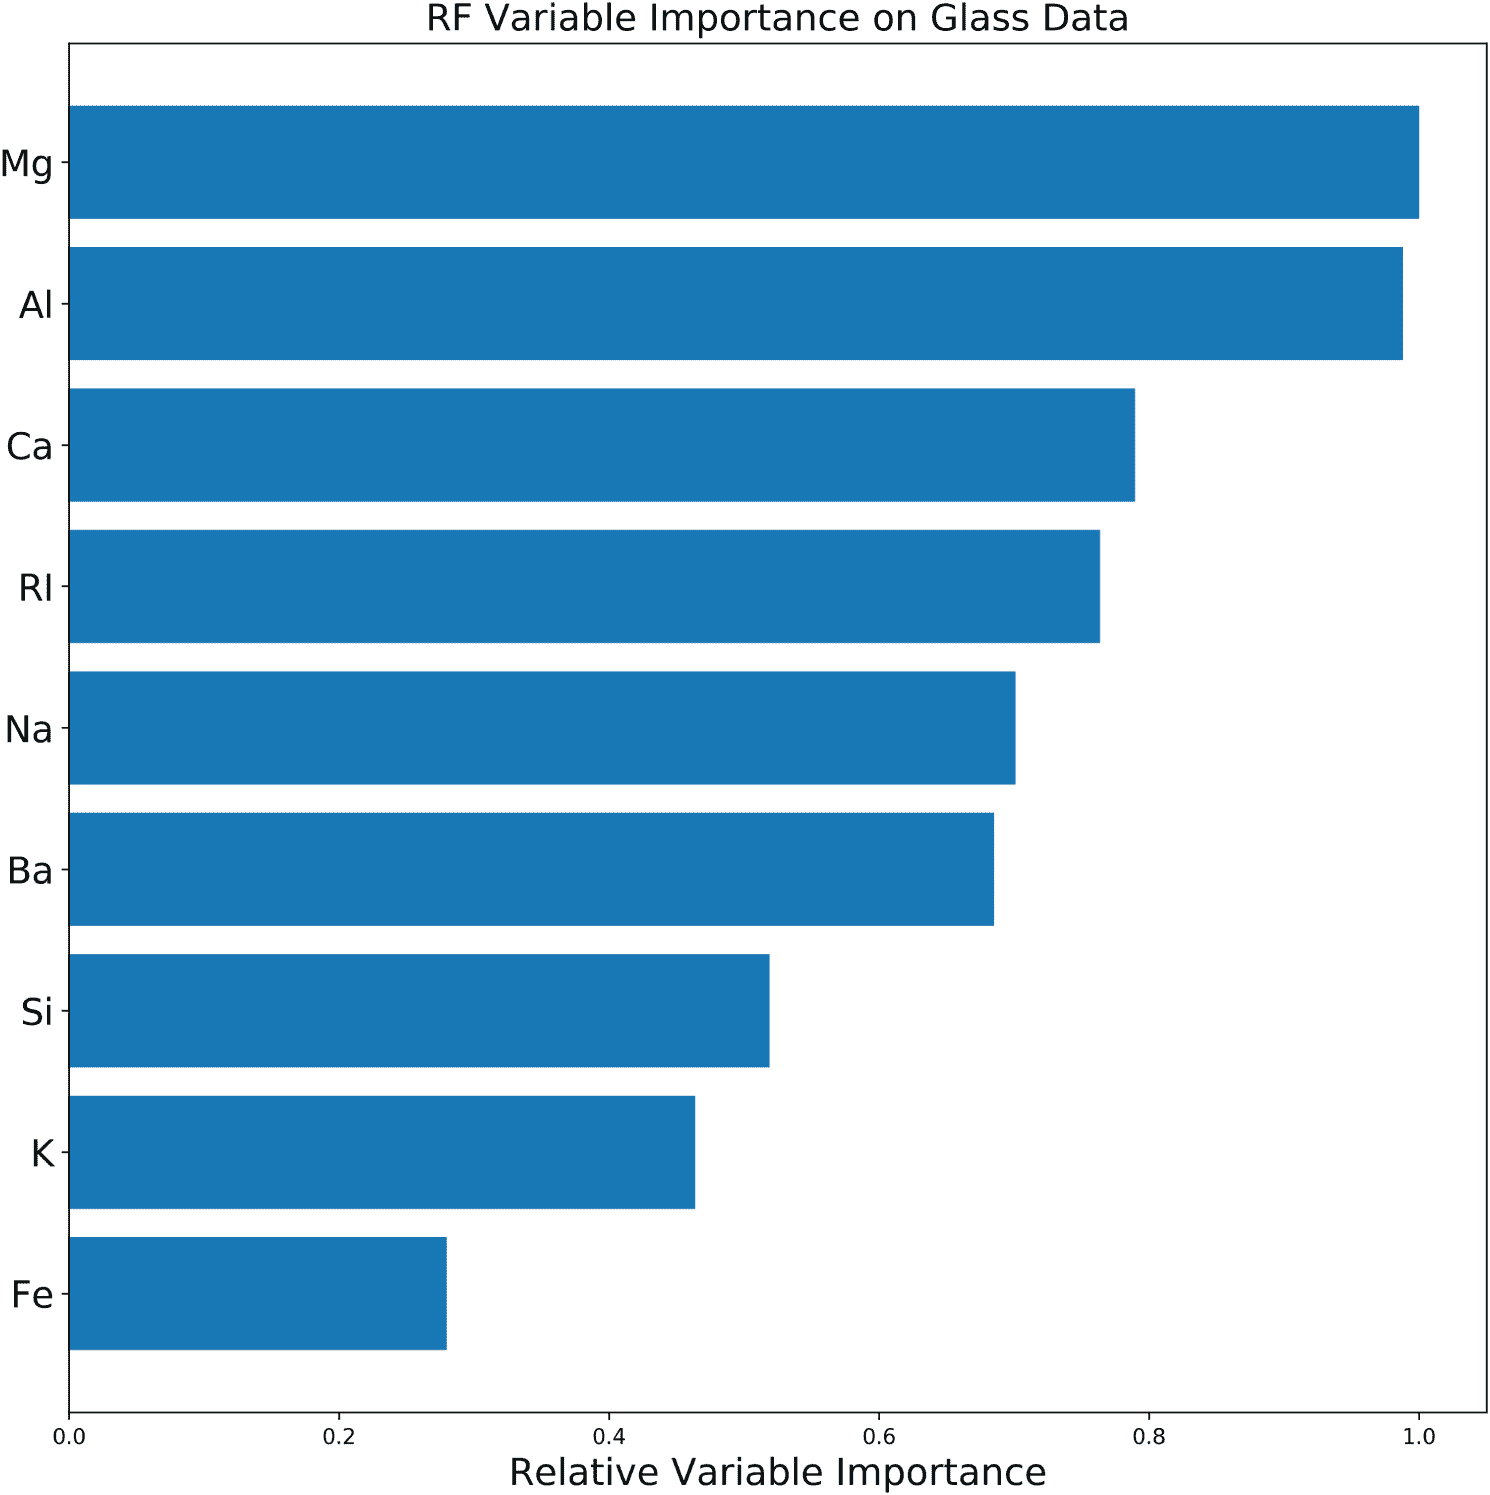 RF Variable Importance on Glass Data
Mg
Al
Ca
RI
Na
Ba
Si
K
Fe
0.0 0.2 0.4 0.6 0.8 1.0
Relative Variable Importance